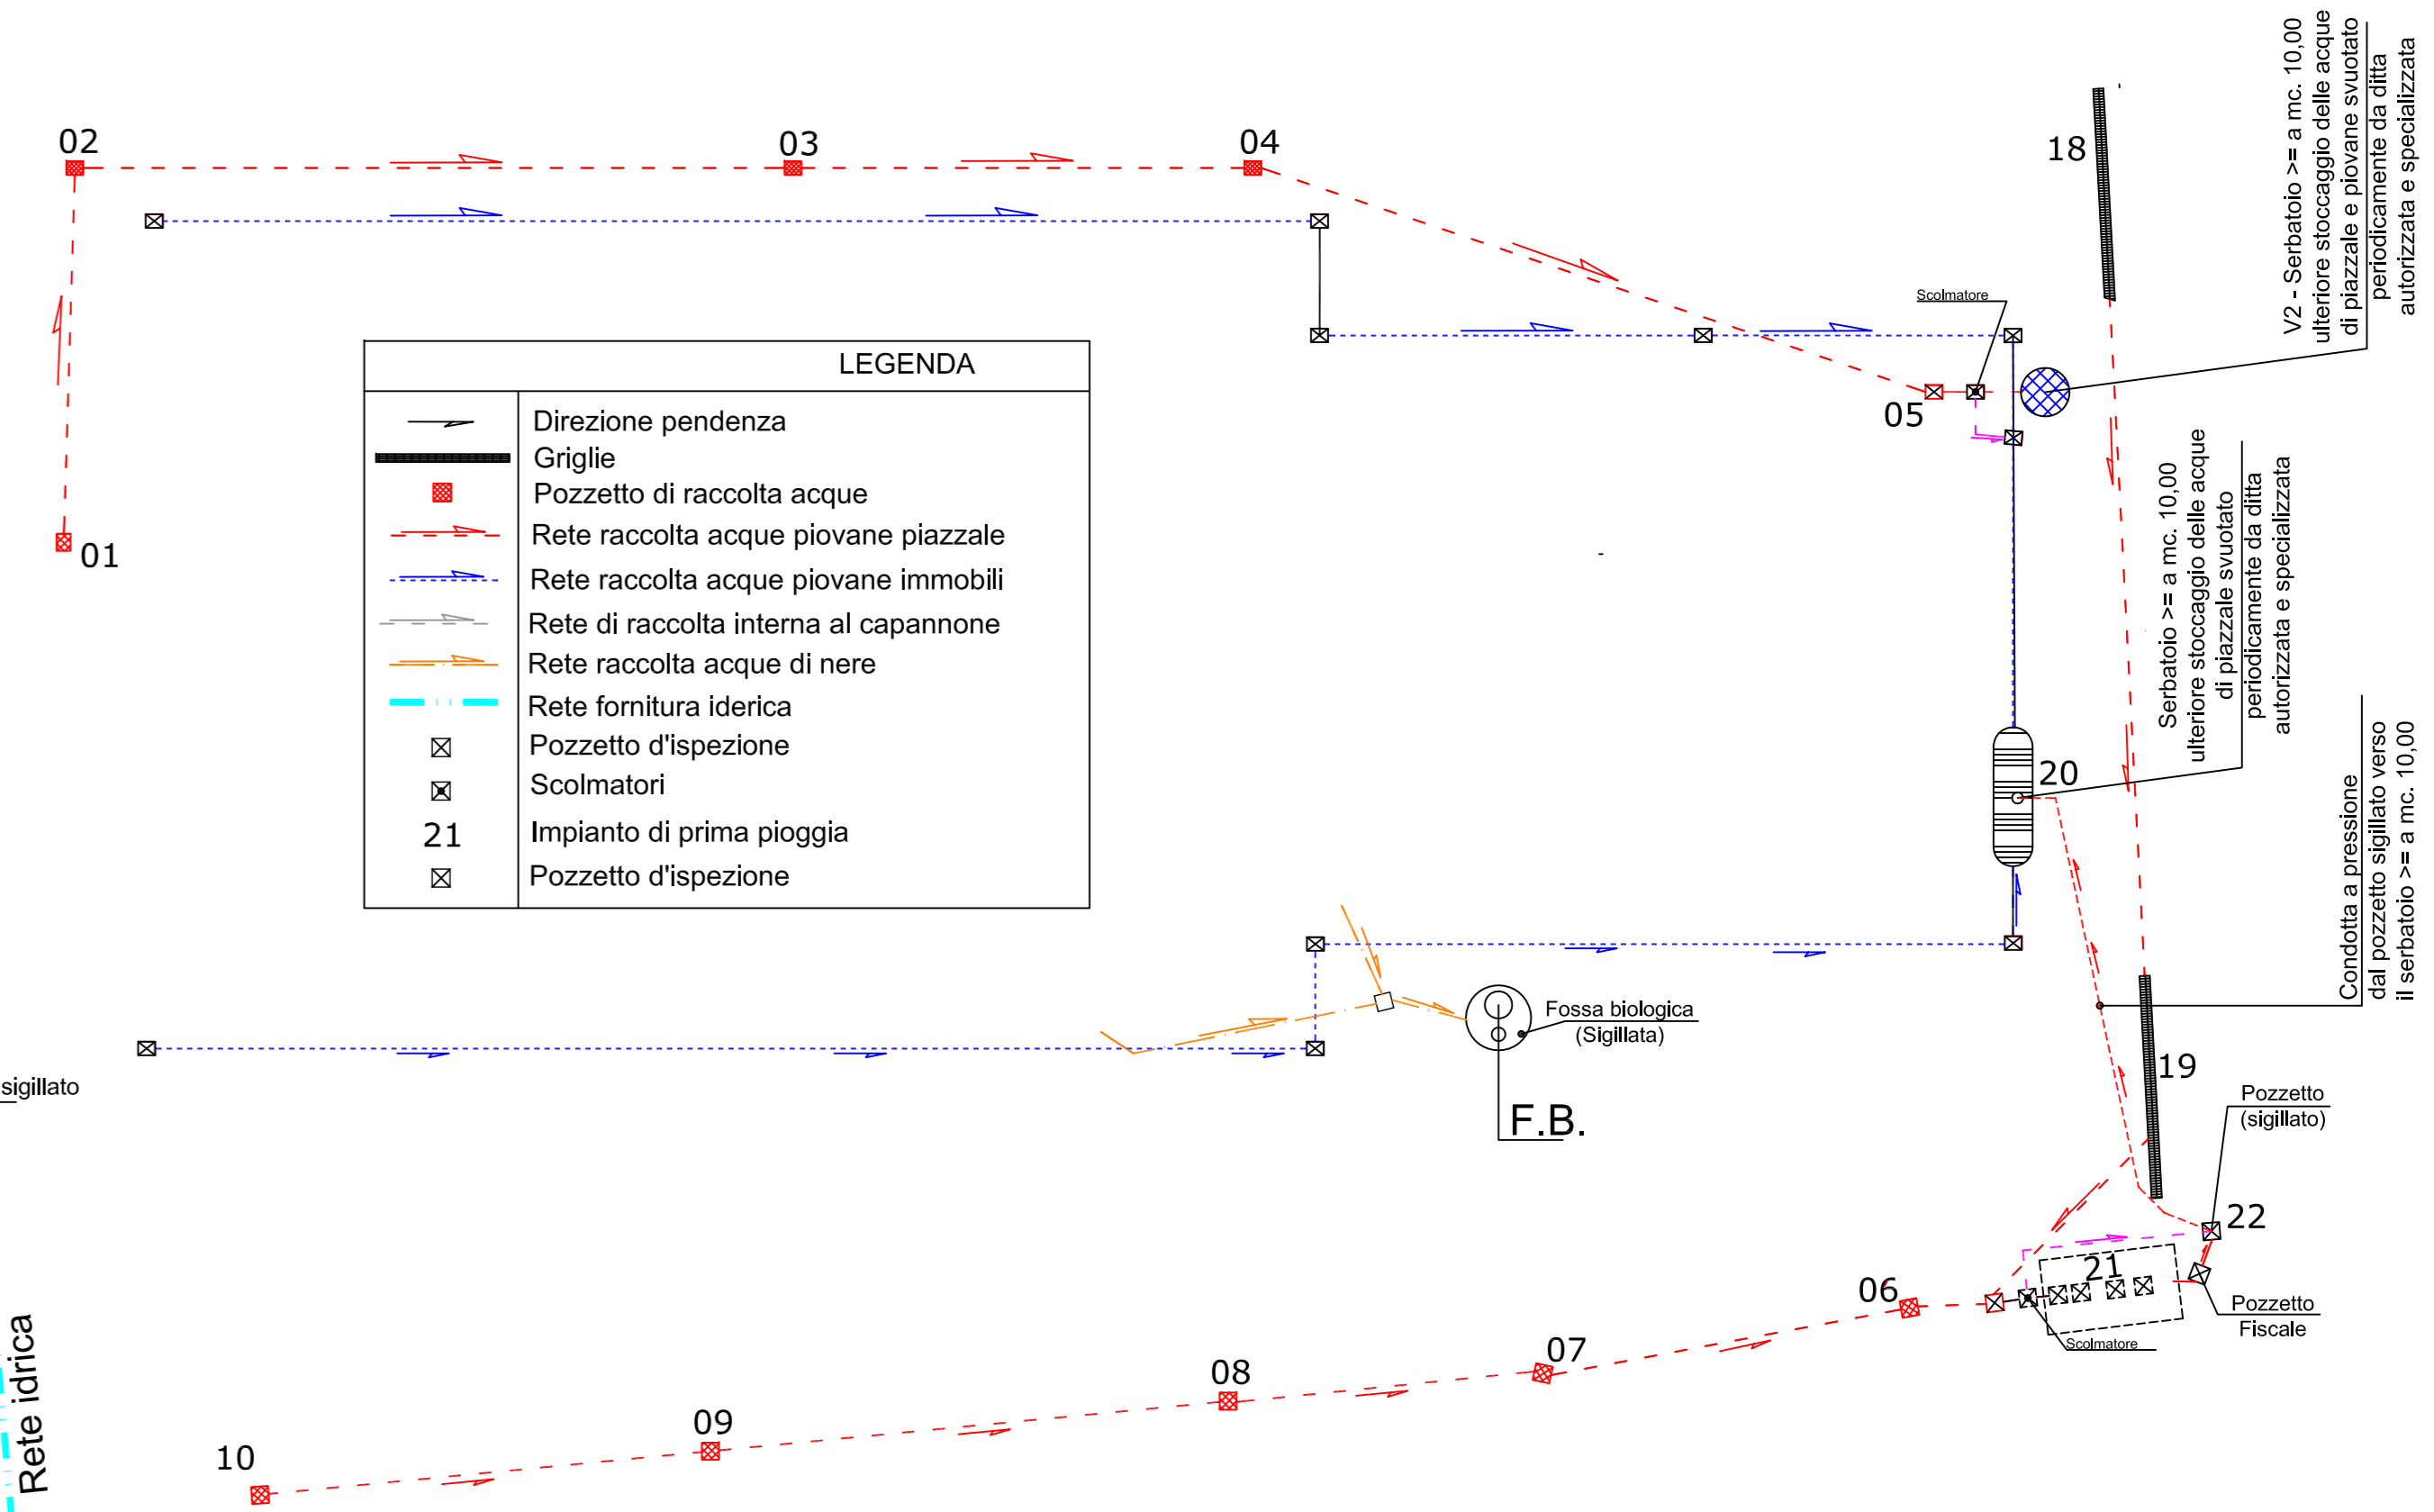 02
03
04
18
V2 - Serbatoio >= a mc. 10,00
ulteriore stoccaggio delle acque
di piazzale e piovane svuotato
periodicamente da ditta
autorizzata e specializzata
Scolmatore
05
01
LEGENDA
Direzione pendenza
Griglie
Pozzetto di raccolta acque
Rete raccolta acque piovane piazzale
Rete raccolta acque piovane immobili
Rete di raccolta interna al capannone
Rete raccolta acque di nere
Rete fornitura iderica
Pozzetto d'ispezione
Scolmatori
21 Impianto di prima pioggia
Pozzetto d'ispezione
Serbatoio >= a mc. 10,00
ulteriore stoccaggio delle acque
di piazzale svuotato
periodicamente da ditta
autorizzata e specializzata
20
Condotta a pressione
dal pozzetto sigillato verso
il serbatoio >= a mc. 10,00
Fossa biologica
(Sigillata)
F.B.
sigillato
19
Pozzetto
(sigillato)
22
21
06
Pozzetto
Fiscale
Scolmatore
07
08
09
10
Rete idrica